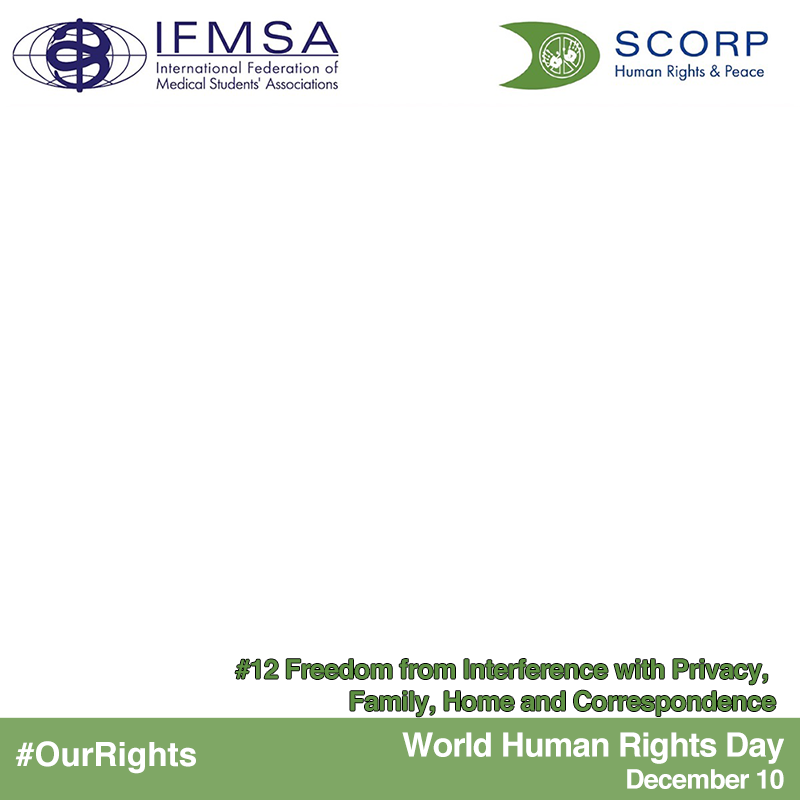 IFMSA
International Federation of
Medical Students' Associations
SCORP
Human Rights & Peace
#12 Freedom from Interference with Privacy,
Family, Home and Correspondence
#OurRights
World Human Rights Day
December 10